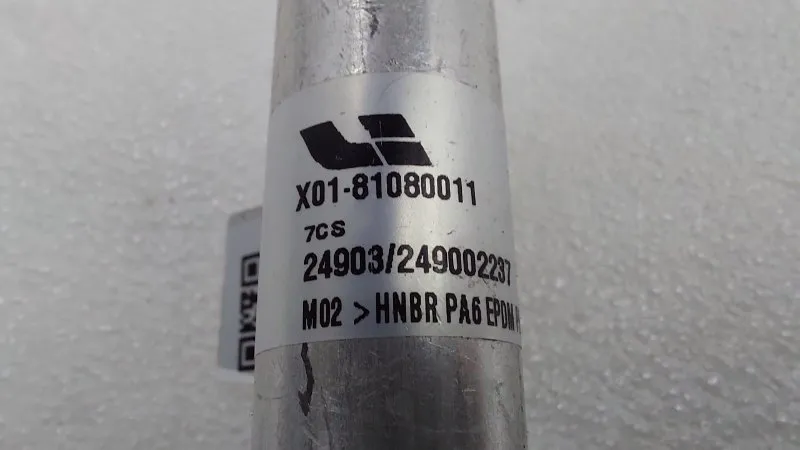 X01-81080011
7CS
24903/249002237
M02 >HNBR PA6 EPDM